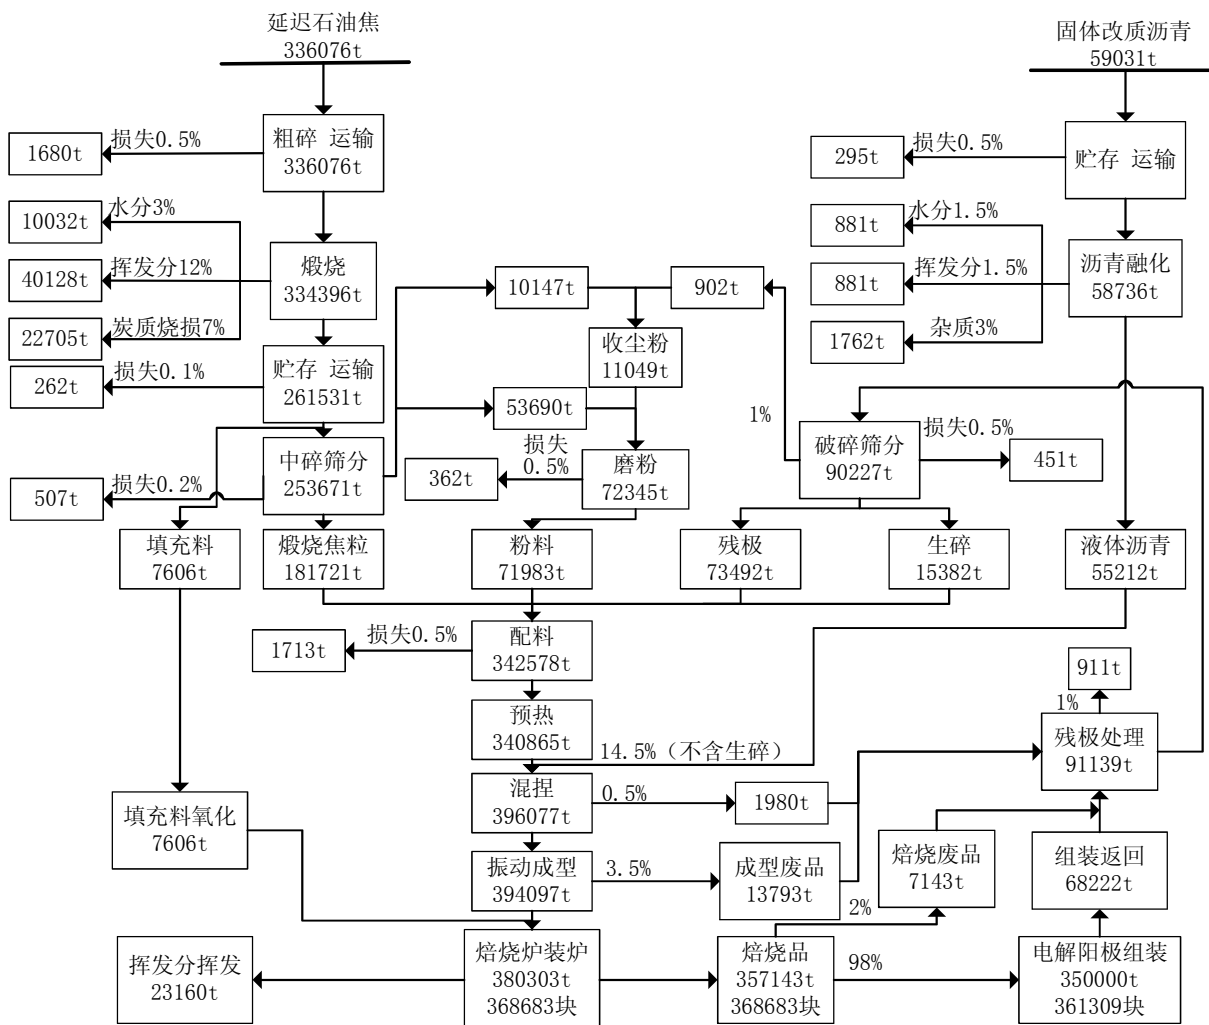 延迟石油焦
336076t
固体改质沥青
59031t
粗碎 运输
336076t
损失0.5%
1680t
贮存 运输
损失0.5%
295t
水分3%
10032t
煅烧
334396t
挥发分12%
40128t
炭质烧损7%
22705t
水分1.5%
881t
沥青融化
58736t
挥发分1.5%
881t
杂质3%
1762t
10147t
902t
收尘粉
11049t
贮存 运输
261531t
损失0.1%
262t
53690t
1%
破碎筛分
90227t
损失0.5%
451t
中碎筛分
253671t
损失
0.5%
362t
磨粉
72345t
损失0.2%
507t
填充料
7606t
煅烧焦粒
181721t
粉料
71983t
残极
73492t
生碎
15382t
液体沥青
55212t
损失0.5%
1713t
配料
342578t
911t
1%
预热
340865t
14.5%（不含生碎）
残极处理
91139t
混捏
396077t
0.5%
1980t
填充料氧化
7606t
振动成型
394097t
3.5%
成型废品
13793t
焙烧废品
7143t
组装返回
68222t
2%
挥发分挥发
23160t
焙烧炉装炉
380303t
368683块
焙烧品
357143t
368683块
98%
电解阳极组装
350000t
361309块